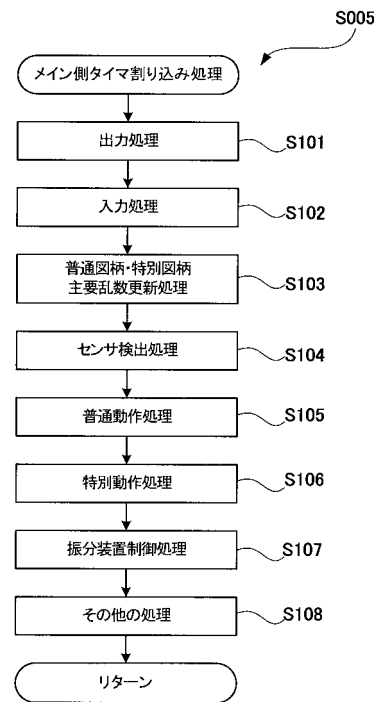 S005
メイン側タイマ割り込み処理
出力処理
S101
入力処理
S102
普通図柄・特別図柄
主要乱数更新処理
S103
センサ検出処理
S104
普通動作処理
S105
特別動作処理
S106
振分装置制御処理
S107
その他の処理
S108
リターン